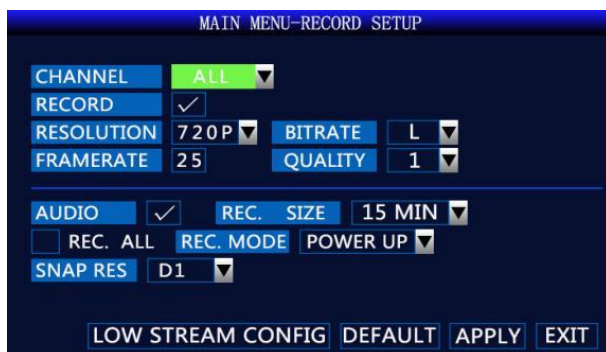 MAIN MENU-RECORD SETUP
CHANNEL ALL
RECORD
RESOLUTION 720P BITRATE L
FRAMERATE 25 QUALITY 1
AUDIO REC. SIZE 15 MIN
REC. ALL REC. MODE POWER UP
SNAP RES D1
LOW STREAM CONFIG DEFAULT APPLY EXIT